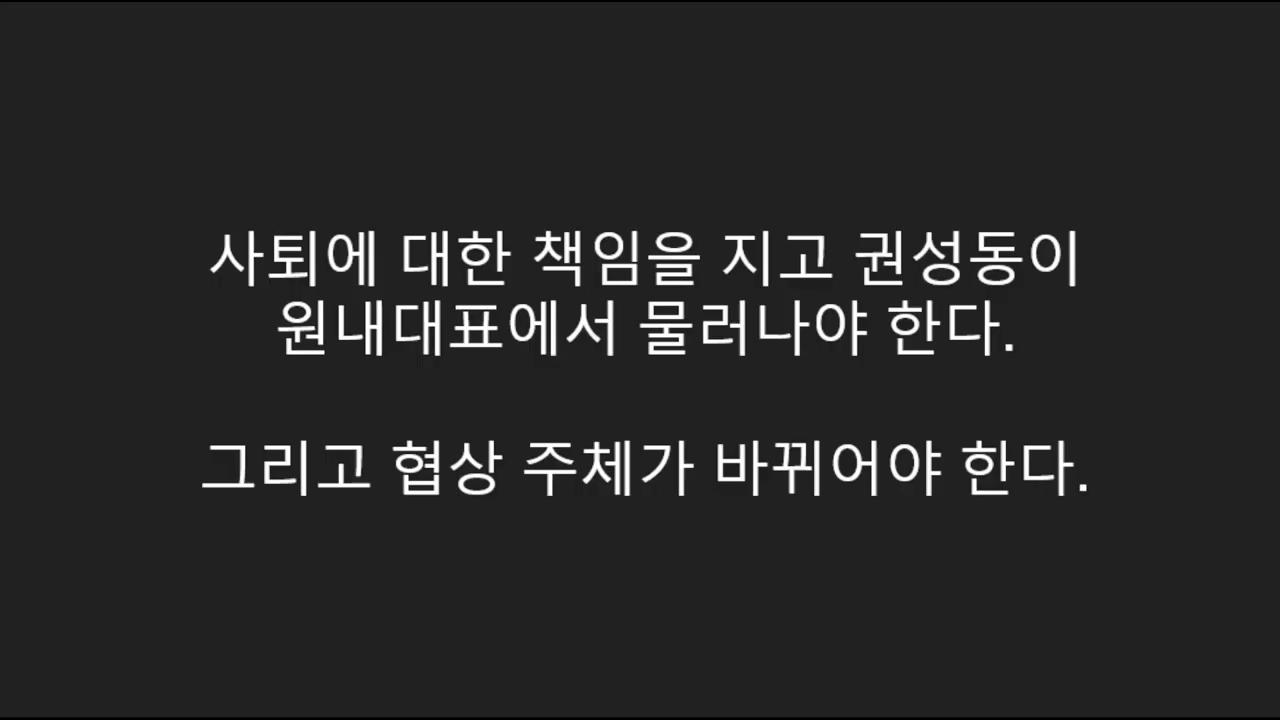 사퇴에 대한 책임을 지고 권성동이
원내대표에서 물러나야 한다.
그리고 협상 주체가 바뀌어야 한다.